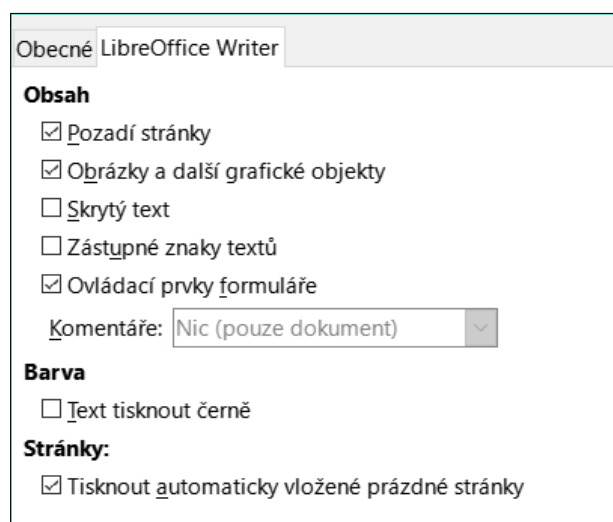 Obecné LibreOffice Writer
Obsah
Pozadí stránky
Obrázky a další grafické objekty
Skrytý text
Zástupné znaky textů
Ovládací prvky formuláře
Komentáře: Nic (pouze dokument)
Barva
Text tisknout černě
Stránky:
Tisknout automaticky vložené prázdné stránky